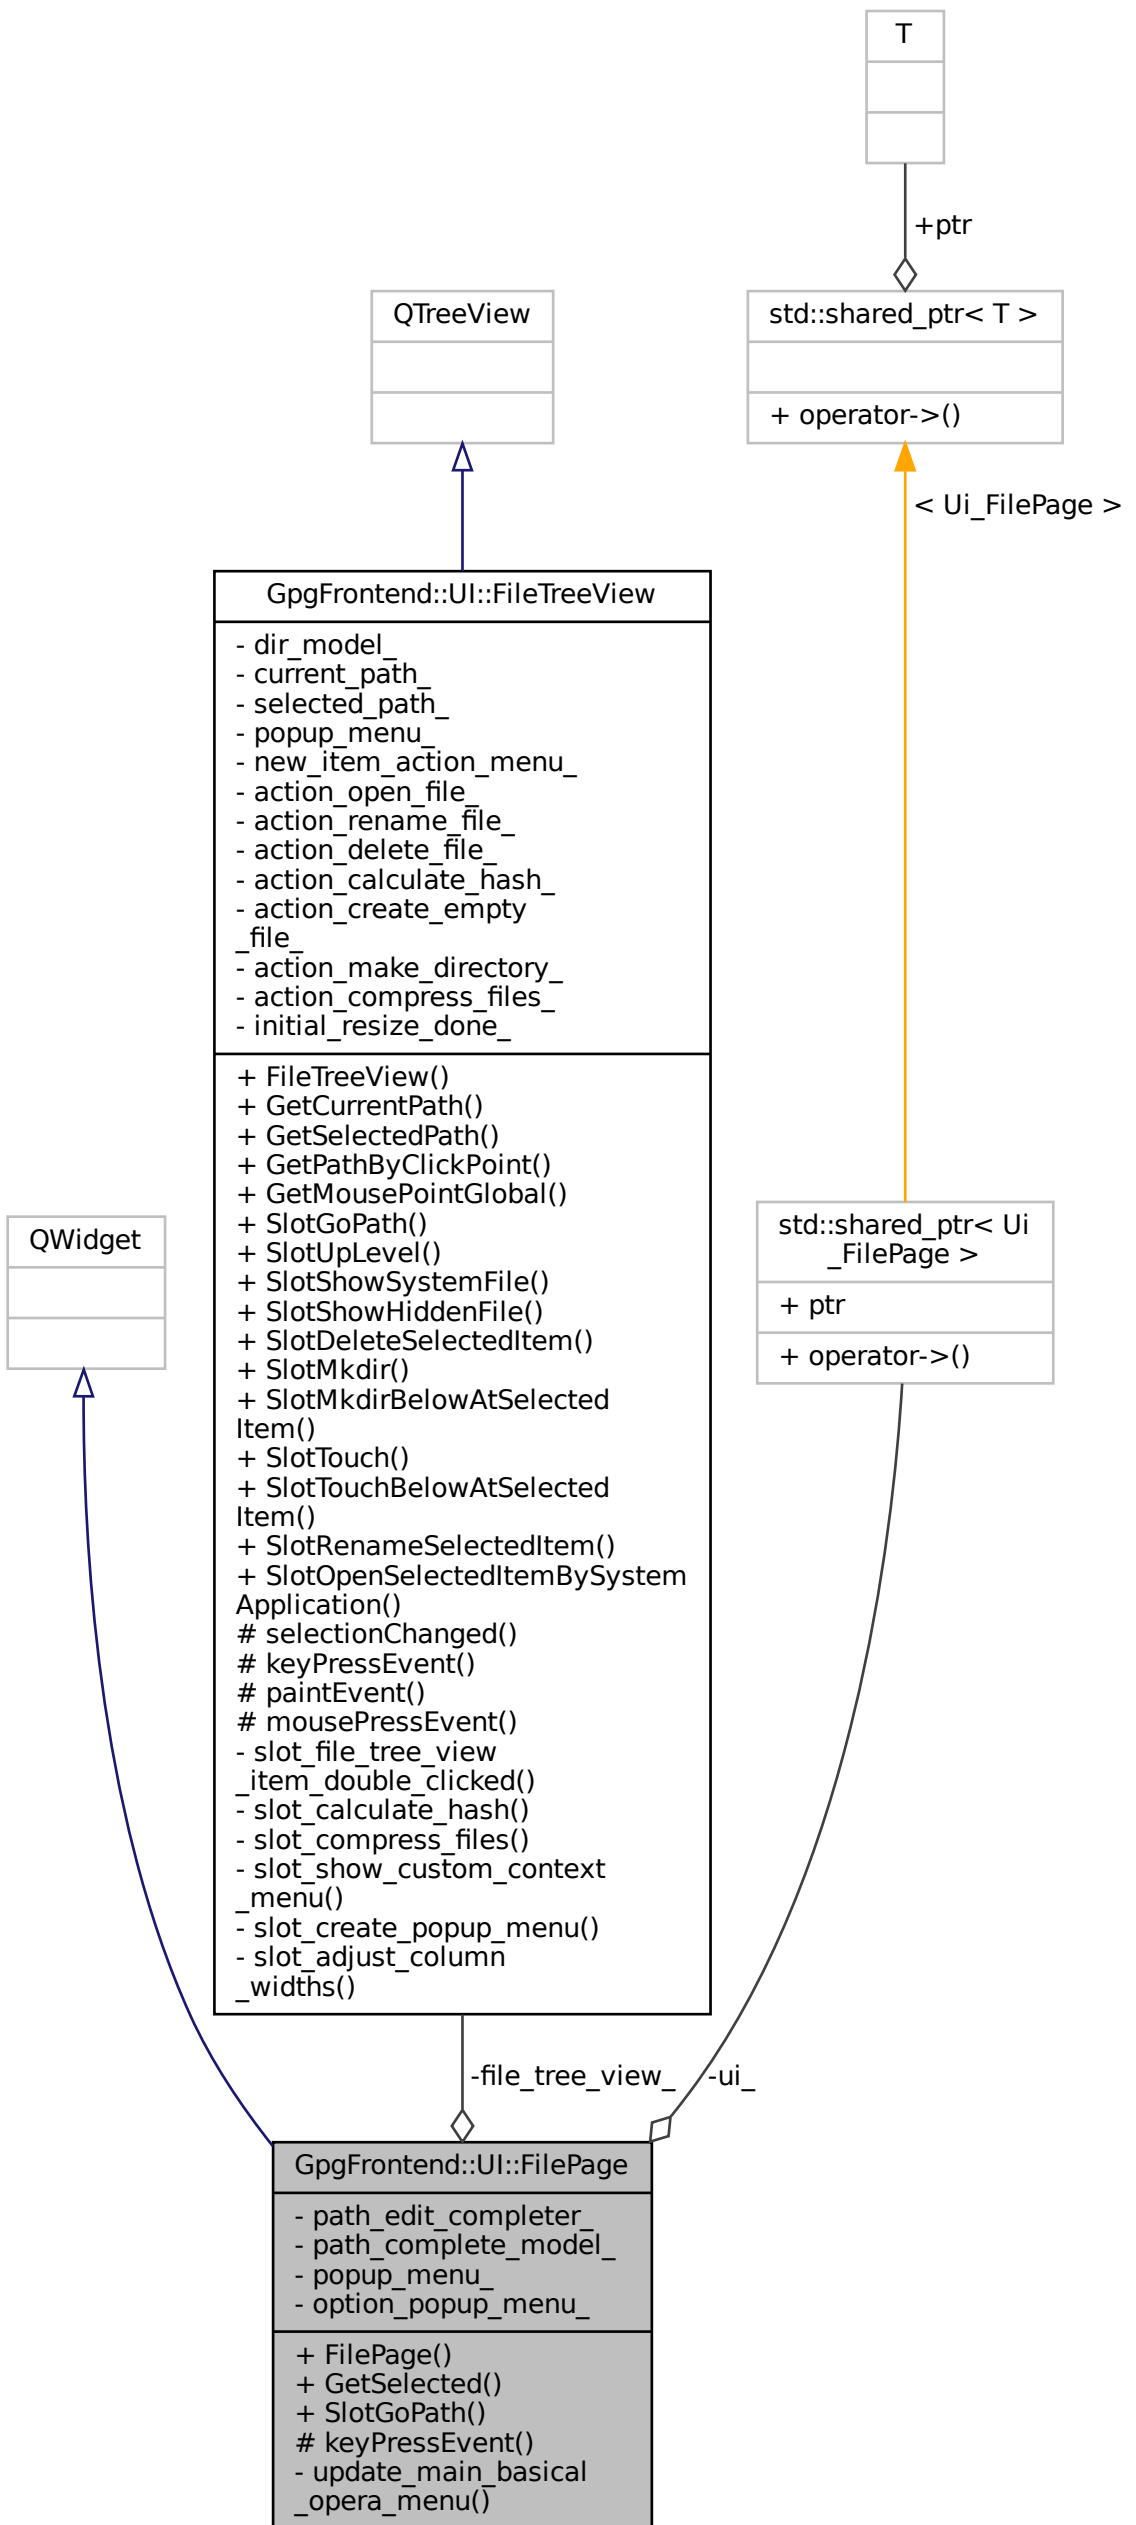 T
+ptr
QTreeView
std::shared_ptr< T >
+ operator->()
< Ui_FilePage >
GpgFrontend::UI::FileTreeView
- dir_model_
- current_path_
- selected_path_
- popup_menu_
- new_item_action_menu_
- action_open_file_
- action_rename_file_
- action_delete_file_
- action_calculate_hash_
- action_create_empty
_file_
- action_make_directory_
- action_compress_files_
- initial_resize_done_
+ FileTreeView()
+ GetCurrentPath()
+ GetSelectedPath()
+ GetPathByClickPoint()
+ GetMousePointGlobal()
+ SlotGoPath()
+ SlotUpLevel()
+ SlotShowSystemFile()
+ SlotShowHiddenFile()
+ SlotDeleteSelectedItem()
+ SlotMkdir()
+ SlotMkdirBelowAtSelected
Item()
+ SlotTouch()
+ SlotTouchBelowAtSelected
Item()
+ SlotRenameSelectedItem()
+ SlotOpenSelectedItemBySystem
Application()
# selectionChanged()
# keyPressEvent()
# paintEvent()
# mousePressEvent()
- slot_file_tree_view
_item_double_clicked()
- slot_calculate_hash()
- slot_compress_files()
- slot_show_custom_context
_menu()
- slot_create_popup_menu()
- slot_adjust_column
_widths()
QWidget
std::shared_ptr< Ui
_FilePage >
+ ptr
+ operator->()
-file_tree_view_
-ui_
GpgFrontend::UI::FilePage
- path_edit_completer_
- path_complete_model_
- popup_menu_
- option_popup_menu_
+ FilePage()
+ GetSelected()
+ SlotGoPath()
# keyPressEvent()
- update_main_basical
_opera_menu()